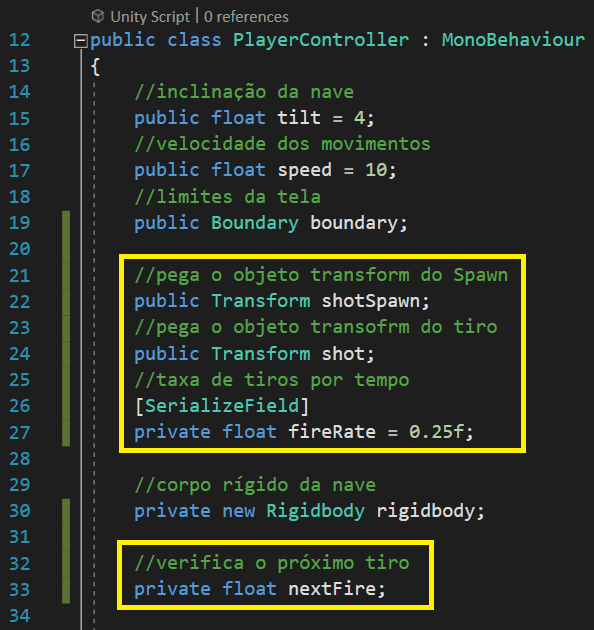 Unity Script | 0 references
12 public class PlayerController : MonoBehaviour
13 {
14 //inclinação da nave
15 public float tilt = 4;
16 //velocidade dos movimentos
17 public float speed = 10;
18 //limites da tela
19 public Boundary boundary;
20
21 //pega o objeto transform do Spawn
22 public Transform shotSpawn;
23 //pega o objeto transofrm do tiro
24 public Transform shot;
25 //taxa de tiros por tempo
26 [SerializeField]
27 private float fireRate = 0.25f;
28
29 //corpo rígido da nave
30 private new Rigidbody rigidbody;
31
32 //verifica o próximo tiro
33 private float nextFire;
34